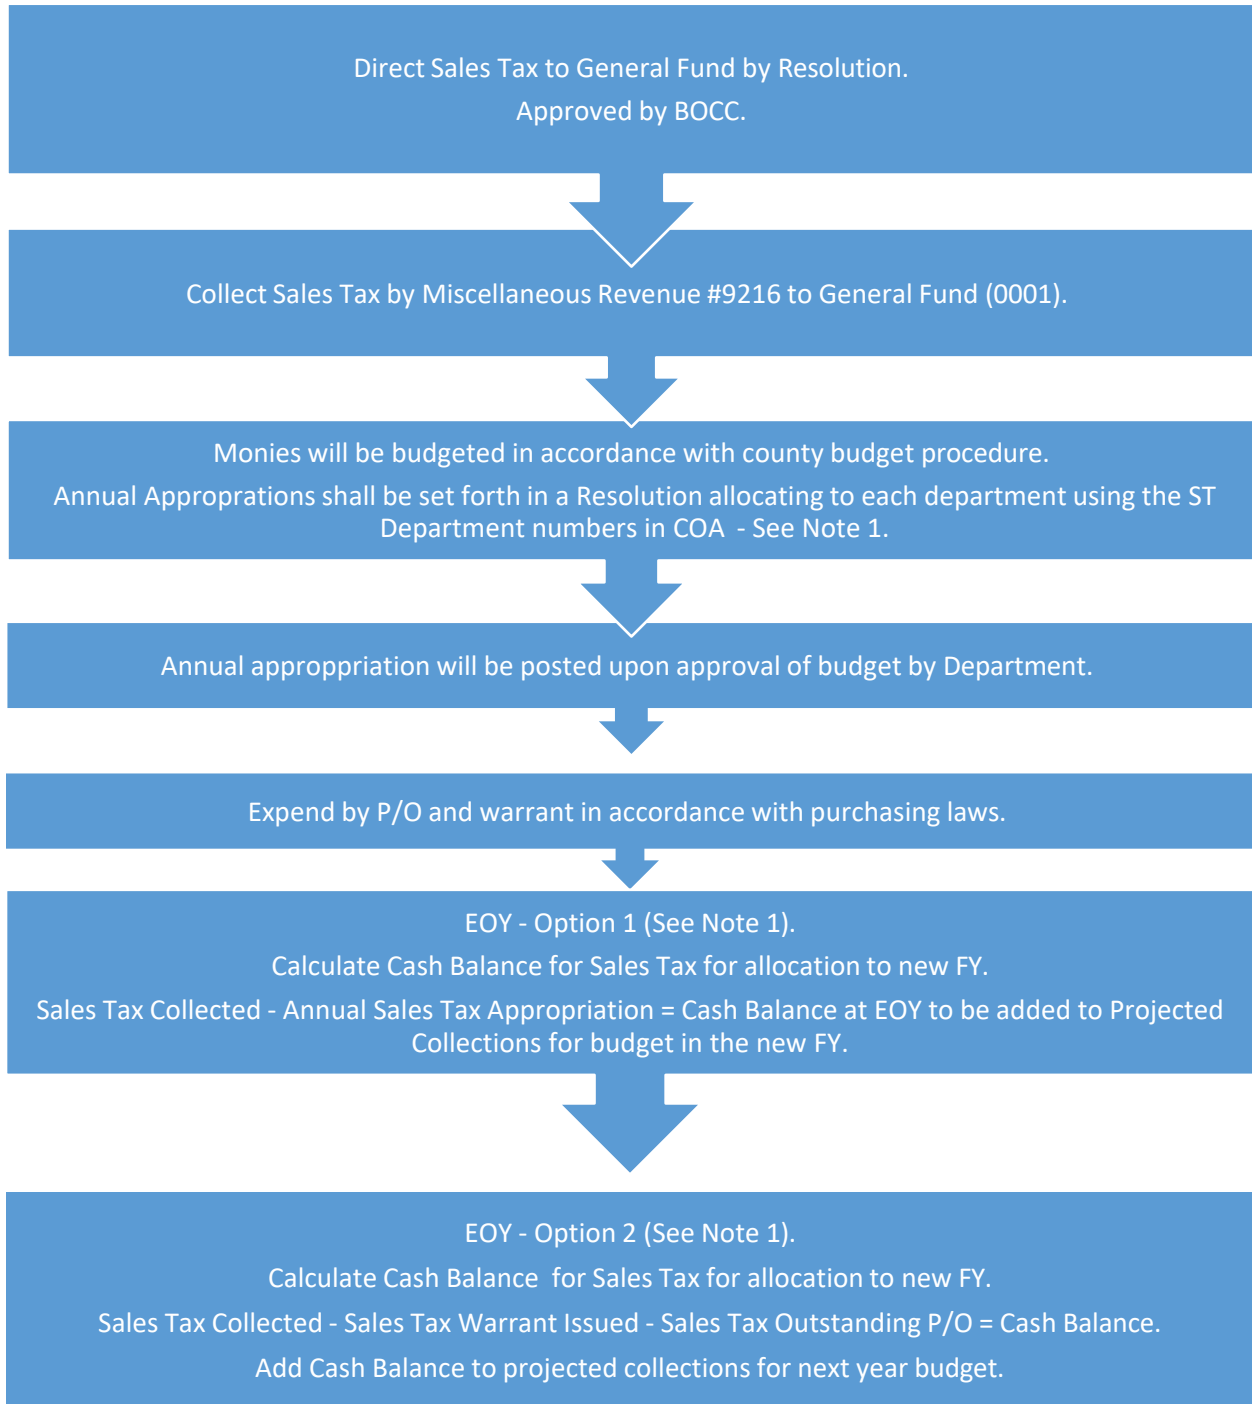 Direct Sales Tax to General Fund by Resolution.
Approved by BOCC.
Collect Sales Tax by Miscellaneous Revenue #9216 to General Fund (0001).
Monies will be budgeted in accordance with county budget procedure.
Annual Approprations shall be set forth in a Resolution allocating to each department using the ST
Department numbers in COA - See Note 1.
Annual approppriation will be posted upon approval of budget by Department.
Expend by P/O and warrant in accordance with purchasing laws.
EOY - Option 1 (See Note 1).
Calculate Cash Balance for Sales Tax for allocation to new FY.
Sales Tax Collected - Annual Sales Tax Appropriation = Cash Balance at EOY to be added to Projected
Collections for budget in the new FY.
EOY - Option 2 (See Note 1).
Calculate Cash Balance for Sales Tax for allocation to new FY.
Sales Tax Collected - Sales Tax Warrant Issued - Sales Tax Outstanding P/O = Cash Balance.
Add Cash Balance to projected collections for next year budget.